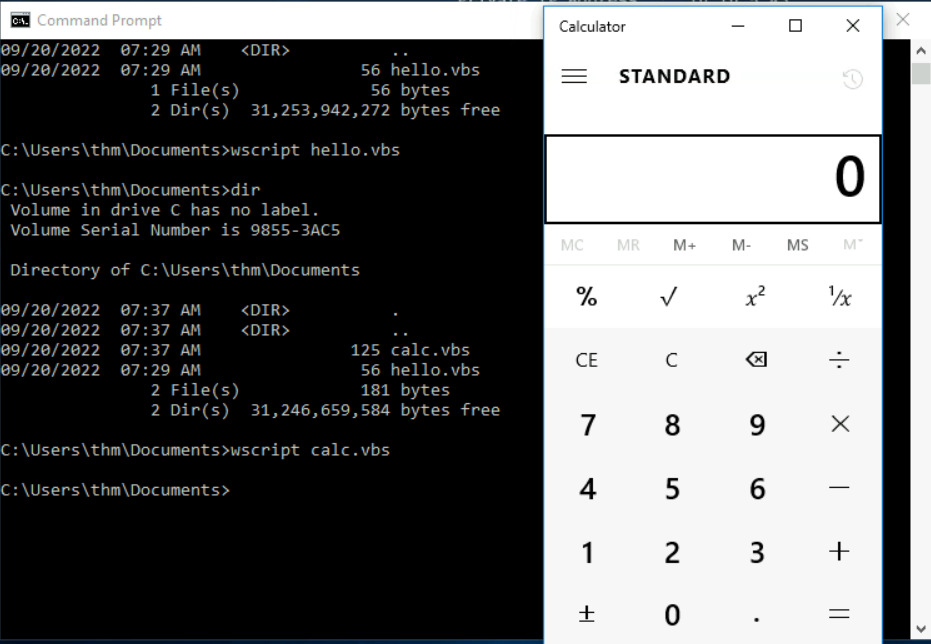 Command Prompt
09/20/2022  07:29 AM    <DIR>          ..
09/20/2022  07:29 AM                56 hello.vbs
               1 File(s)             56 bytes
               2 Dir(s)  31,253,942,272 bytes free
C:\Users\thm\Documents>wscript hello.vbs
C:\Users\thm\Documents>dir
 Volume in drive C has no label.
 Volume Serial Number is 9855-3AC5
 Directory of C:\Users\thm\Documents
09/20/2022  07:37 AM    <DIR>          .
09/20/2022  07:37 AM    <DIR>          ..
09/20/2022  07:37 AM               125 calc.vbs
09/20/2022  07:29 AM                56 hello.vbs
               2 File(s)            181 bytes
               2 Dir(s)  31,246,659,584 bytes free
C:\Users\thm\Documents>wscript calc.vbs
C:\Users\thm\Documents>
Calculator
STANDARD
0
MC MR M+ M- MS M˅
% √ x² ¹/x
CE C ⌫ ÷
7 8 9 ×
4 5 6 −
1 2 3 +
± 0 . =